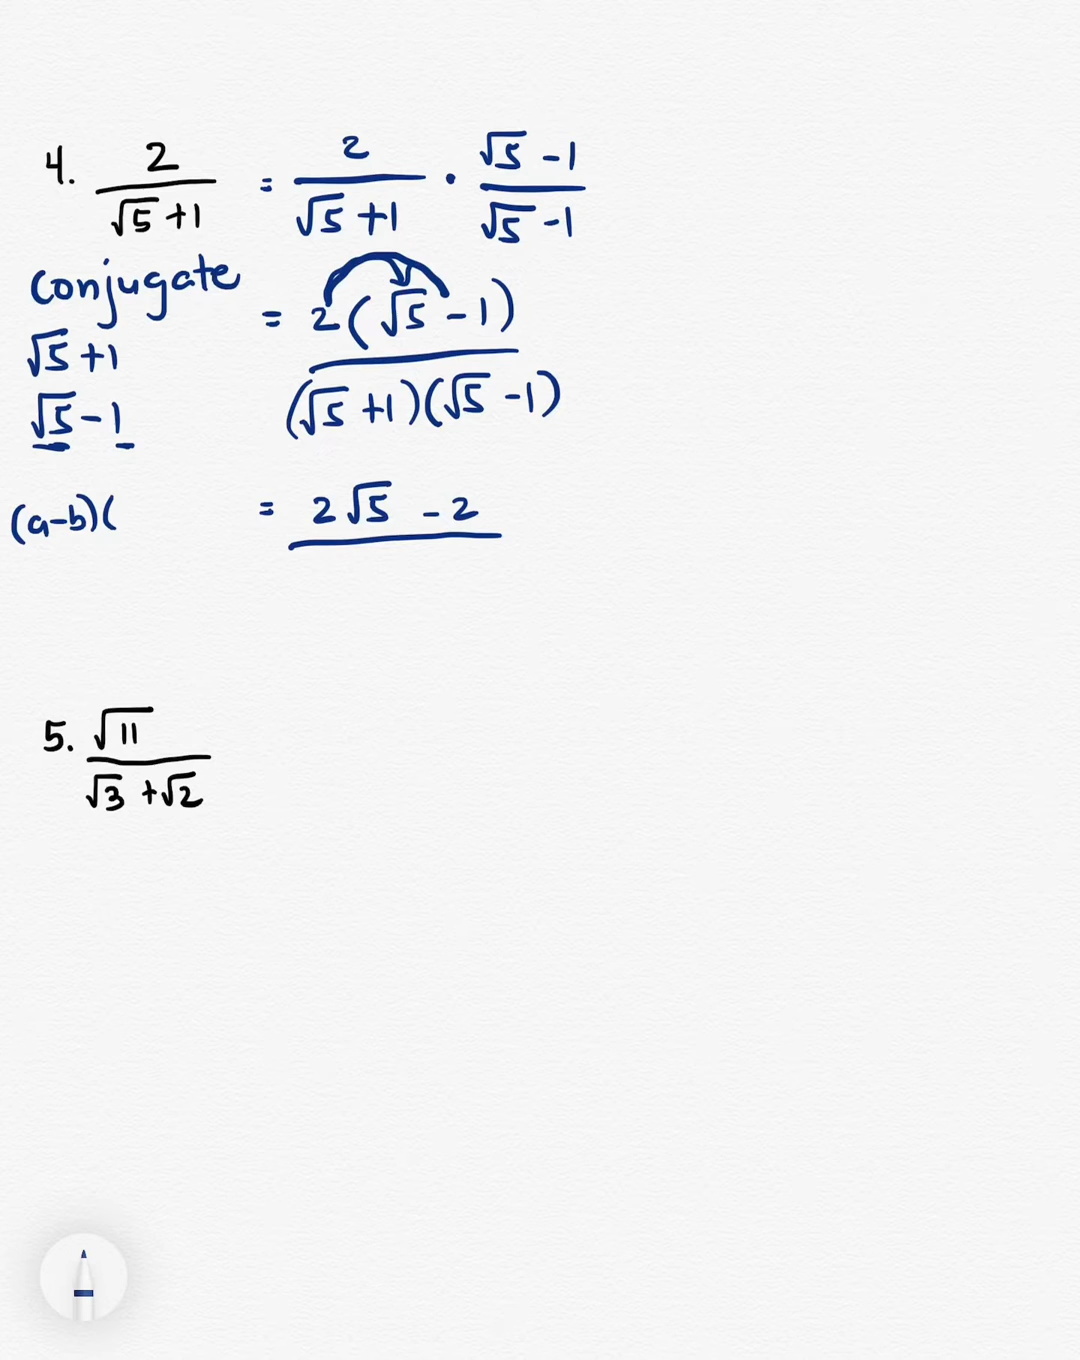 4. 2/(√5 + 1) = 2/(√5 + 1) · (√5 - 1)/(√5 - 1)
conjugate
√5 + 1
√5 - 1
= 2(√5 - 1)/((√5 + 1)(√5 - 1))
(a-b)(
= 2√5 - 2
5. √11/(√3 + √2)